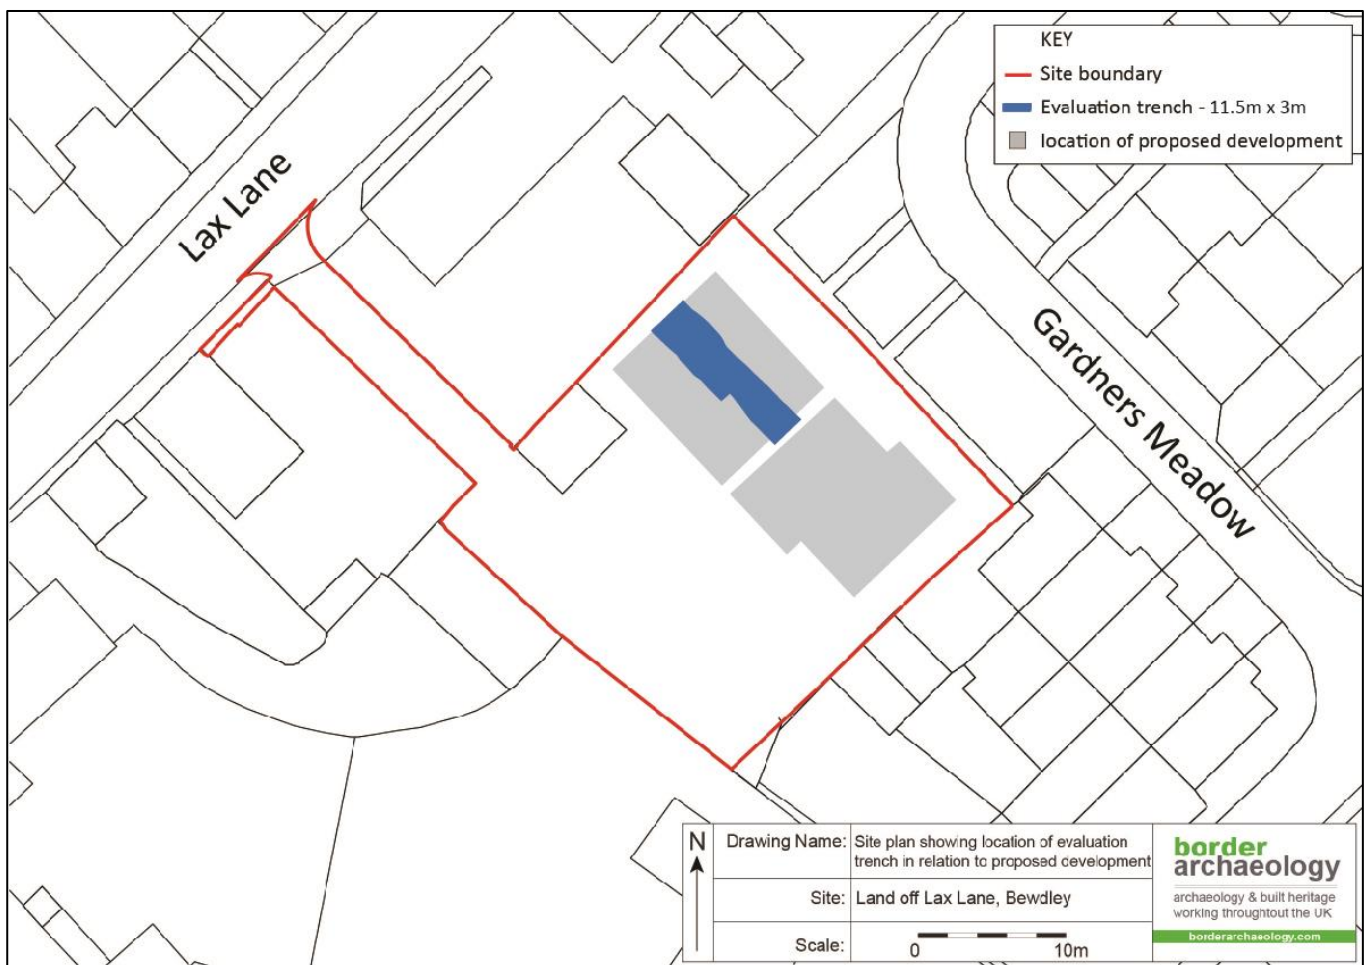 KEY
Site boundary
Evaluation trench - 11.5m x 3m
location of proposed development
Lax Lane
Gardners Meadow
N
Drawing Name: Site plan showing location of evaluation
trench in relation to proposed development
Site: Land off Lax Lane, Bewdley
Scale:
0 10m
border
archaeology
archaeology & built heritage
working throughtout the UK
borderarchaeology.com